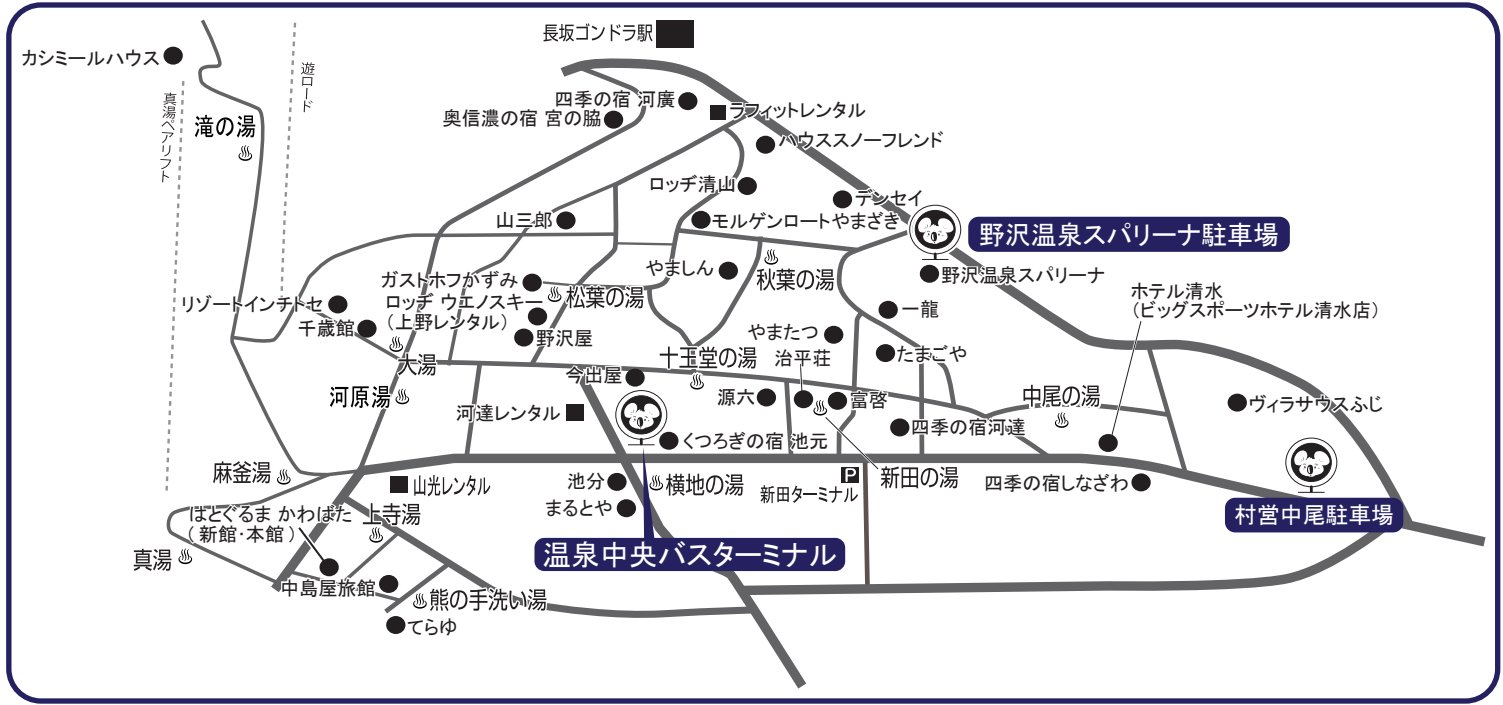 長坂ゴンドラ駅
カシミールハウス
遊ロード
真湯ペアリフト
四季の宿 河廣
奥信濃の宿 宮の脇
ラフィットレンタル
滝の湯
ハウススノーフレンド
ロッヂ清山
デンセイ
山三郎
モルゲンロートやまざき
野沢温泉スパリーナ駐車場
やましん
秋葉の湯
野沢温泉スパリーナ
ガストホフかずみ
ロッヂ ウエノスキー
(上野レンタル)
松葉の湯
ホテル清水
(ビッグスポーツホテル清水店)
リゾートインチトセ
千歳館
一龍
野沢屋
やまたつ
治平荘
たまごや
大湯
十王堂の湯
今出屋
河原湯
源六
富啓
中尾の湯
ヴィラサウスふじ
河達レンタル
四季の宿河達
くつろぎの宿 池元
麻釜湯
山光レンタル
池分
横地の湯
P
新田ターミナル
新田の湯
四季の宿しなざわ
まるとや
村営中尾駐車場
ほとぐるま かわばた
(新館・本館)
上寺湯
真湯
温泉中央バスターミナル
中島屋旅館
熊の手洗い湯
てらゆ